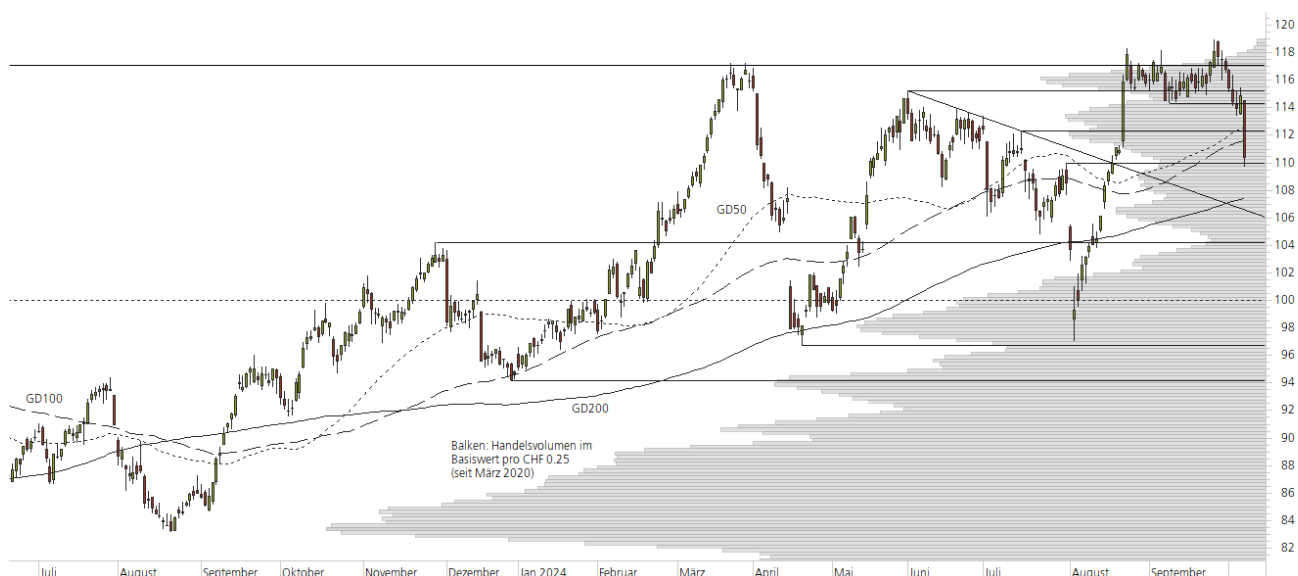 120
118
116
114
112
110
108
106
104
102
100
98
96
94
92
90
88
86
84
82
GD50
GD100
GD200
Balken: Handelsvolumen im
Basiswert pro CHF 0.25
(seit März 2020)
Juli August September Oktober November Dezember Jan 2024 Februar März April Mai Juni Juli August September